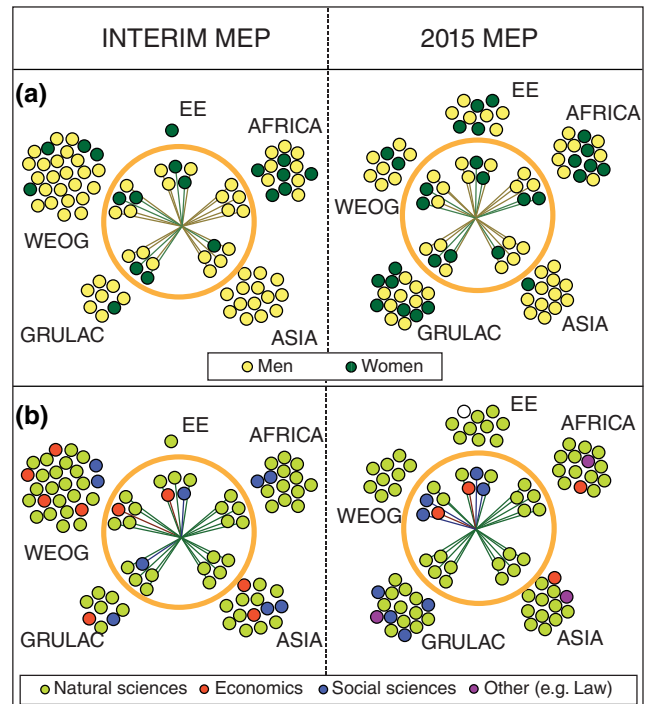 INTERIM MEP
2015 MEP
(a)
EE
AFRICA
WEOG
GRULAC
ASIA
EE
AFRICA
WEOG
GRULAC
ASIA
Men Women
(b)
EE
AFRICA
WEOG
GRULAC
ASIA
EE
AFRICA
WEOG
GRULAC
ASIA
Natural sciences Economics Social sciences Other (e.g. Law)